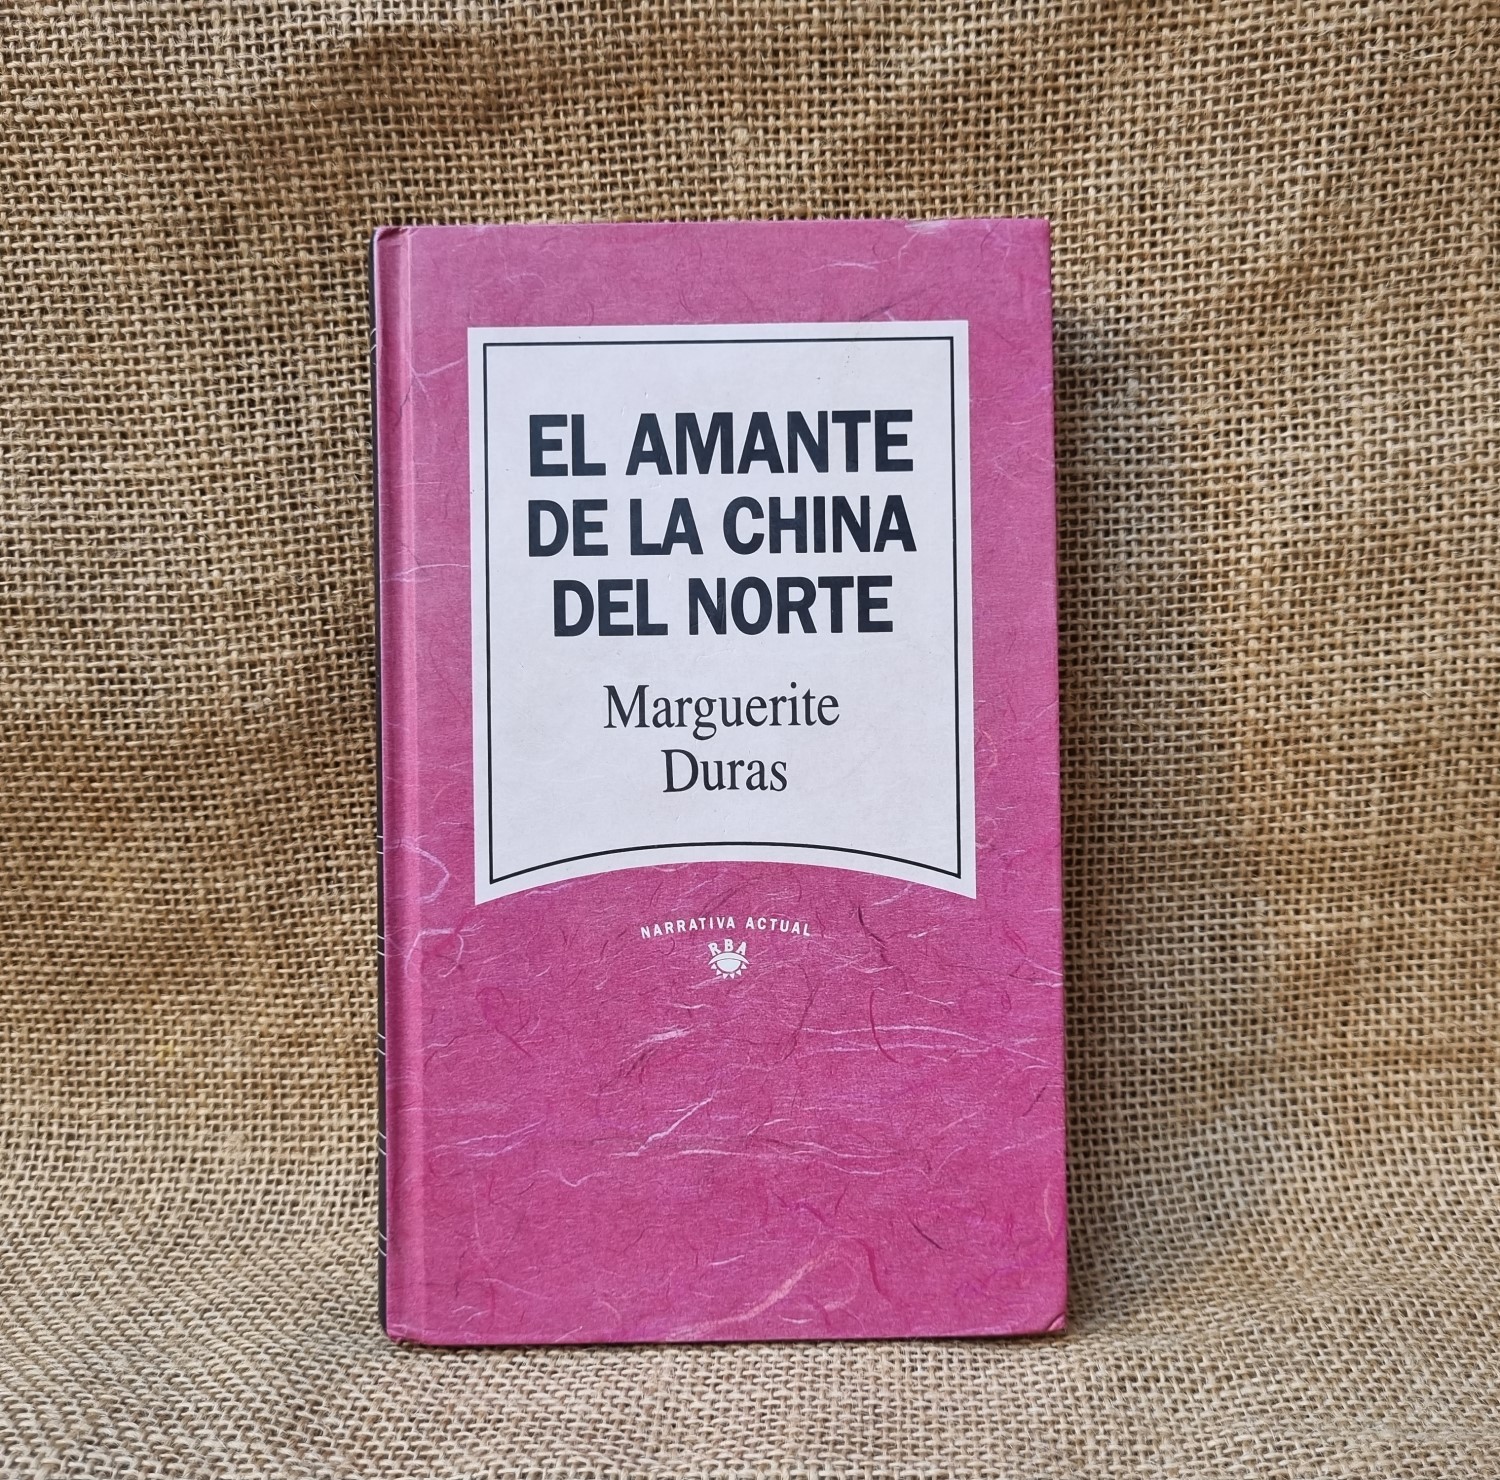 EL AMANTE
DE LA CHINA
DEL NORTE
Marguerite
Duras
NARRATIVA ACTUAL
RBA